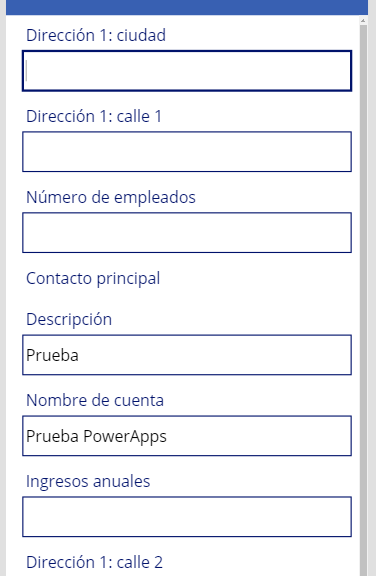 Dirección 1: ciudad
Dirección 1: calle 1
Número de empleados
Contacto principal
Descripción
Prueba
Nombre de cuenta
Prueba PowerApps
Ingresos anuales
Dirección 1: calle 2